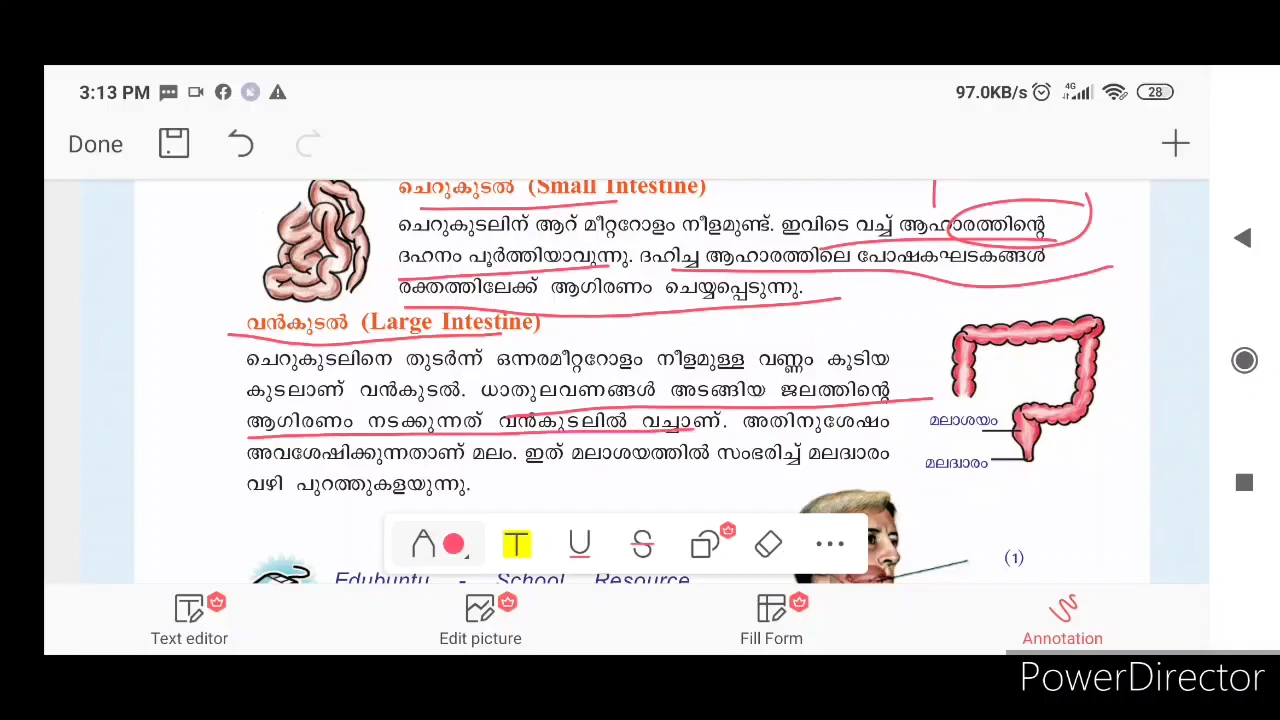 3:13 PM
97.0KB/s 4G 28
Done
ചെറുകുടൽ (Small Intestine)
ചെറുകുടലിന് ആറ് മീറ്ററോളം നീളമുണ്ട്. ഇവിടെ വച്ച് ആഹാരത്തിന്റെ
ദഹനം പൂർത്തിയാവുന്നു. ദഹിച്ച ആഹാരത്തിലെ പോഷകഘടകങ്ങൾ
രക്തത്തിലേക്ക് ആഗിരണം ചെയ്യപ്പെടുന്നു.
വൻകുടൽ (Large Intestine)
ചെറുകുടലിനെ തുടർന്ന് ഒന്നരമീറ്ററോളം നീളമുള്ള വണ്ണം കൂടിയ
കുടലാണ് വൻകുടൽ. ധാതുലവണങ്ങൾ അടങ്ങിയ ജലത്തിന്റെ
ആഗിരണം നടക്കുന്നത് വൻകുടലിൽ വച്ചാണ്. അതിനുശേഷം
അവശേഷിക്കുന്നതാണ് മലം. ഇത് മലാശയത്തിൽ സംഭരിച്ച് മലദ്വാരം
വഴി പുറത്തുകളയുന്നു.
മലാശയം
മലദ്വാരം
(1)
Edubuntu - School Resource
Text editor
Edit picture
Fill Form
Annotation
PowerDirector